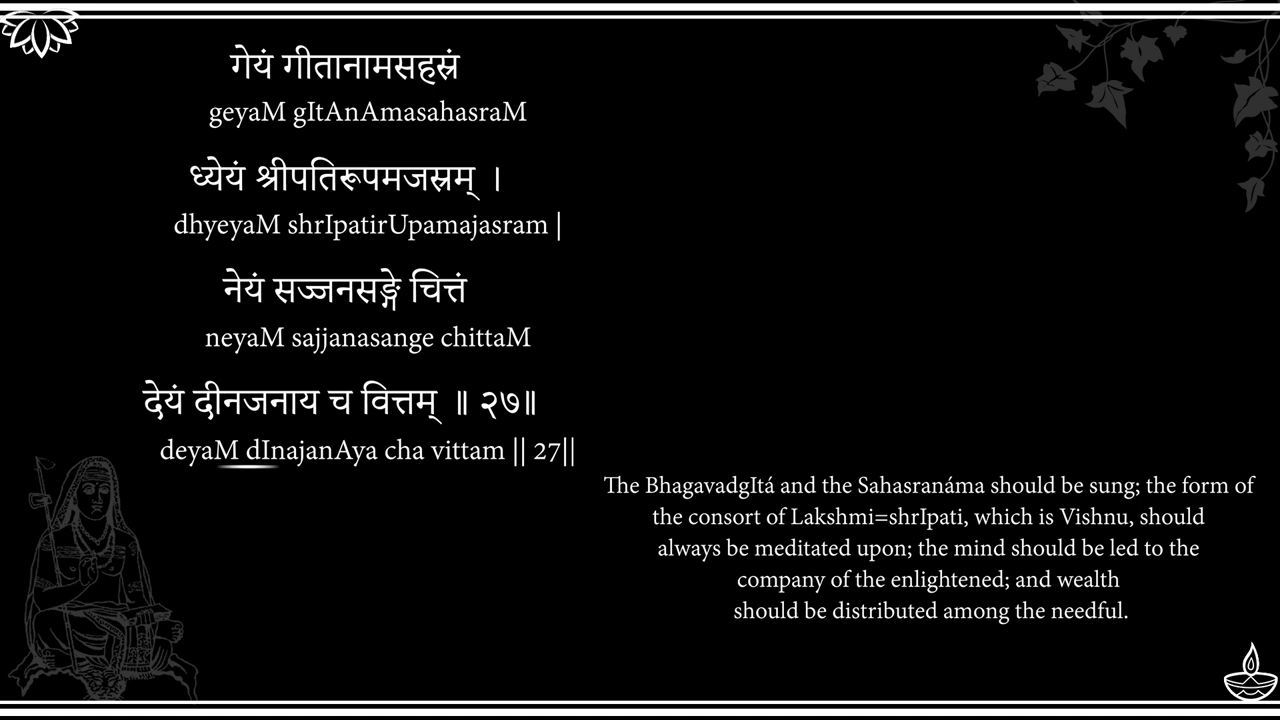 गेयं गीतानामसहस्रं
geyaM gItAnAmasahasraM
ध्येयं श्रीपतिरूपमजस्रम् ।
dhyeyaM shrIpatirUpamajasram |
नेयं सज्जनसङ्गे चित्तं
neyaM sajjanasange chittaM
देयं दीनजनाय च वित्तम् ॥ २७॥
deyaM dInajanAya cha vittam || 27||
The BhagavadgItá and the Sahasranáma should be sung; the form of
the consort of Lakshmi=shrIpati, which is Vishnu, should
always be meditated upon; the mind should be led to the
company of the enlightened; and wealth
should be distributed among the needful.